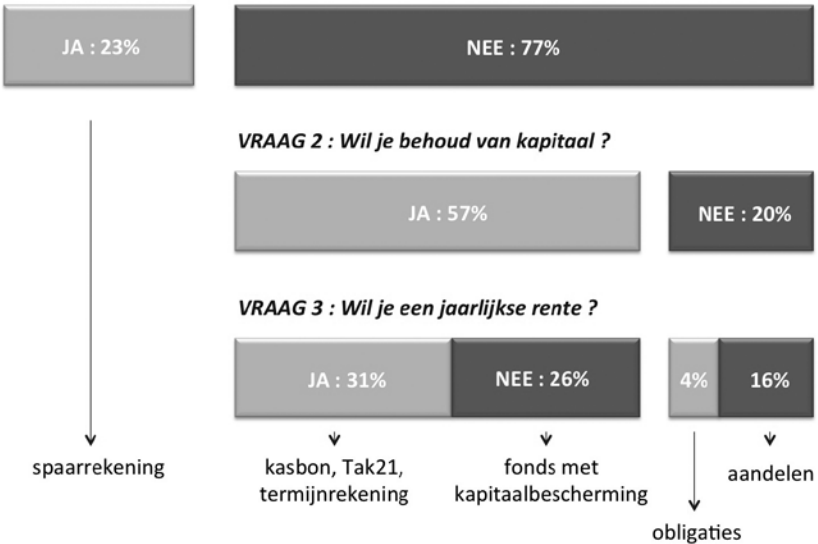 JA : 23%
NEE : 77%
VRAAG 2 : Wil je behoud van kapitaal ?
JA : 57%
NEE : 20%
VRAAG 3 : Wil je een jaarlijkse rente ?
JA : 31%
NEE : 26%
4%
16%
spaarrekening
kasbon, Tak21,
termijnrekening
fonds met
kapitaalbescherming
aandelen
obligaties